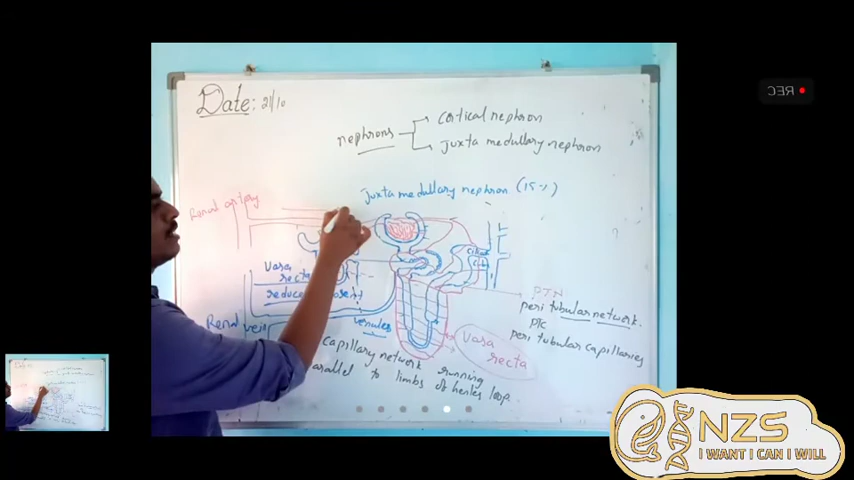 REC
Date: 21/10
nephrons
cortical nephron
juxta medullary nephron
juxta medullary nephron (15%)
Renal artery
Vasa recta
reduce
Renal vein
Venules
PTN
peri tubular network.
PTC
peri tubular capillaries
Vasa recta
capillary network running
parallel to limbs of henles loop.
NZS
I WANT I CAN I WILL